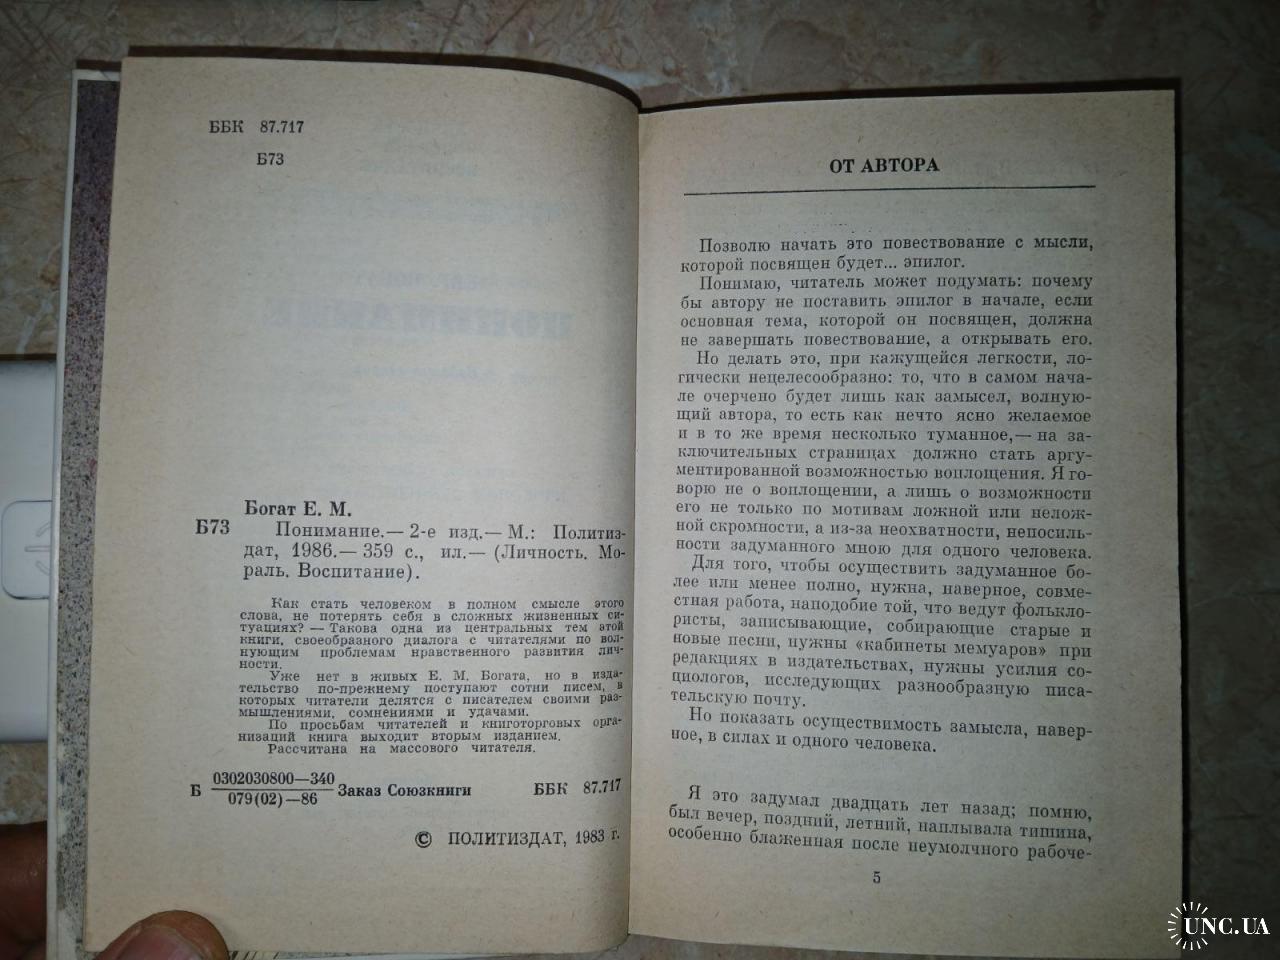 ББК 87.717
Б73
Богат Е. М.
Б73 Понимание.— 2-е изд.— М.: Политиз-
дат, 1986.— 359 с., ил.— (Личность. Мо-
раль. Воспитание).
Как стать человеком в полном смысле этого
слова, не потерять себя в сложных жизненных си-
туациях? — Такова одна из центральных тем этой
книги, своеобразного диалога с читателями по вол-
нующим проблемам нравственного развития лич-
ности.
Уже нет в живых Е. М. Богата, но в изда-
тельство по-прежнему поступают сотни писем, в
которых читатели делятся с писателем своими раз-
мышлениями, сомнениями и удачами.
По просьбам читателей и книготорговых орга-
низаций книга выходит вторым изданием.
Рассчитана на массового читателя.
Б 0302030800—340 Заказ Союзкниги ББК 87.717
079(02)—86
© ПОЛИТИЗДАТ, 1983 г.
ОТ АВТОРА
Позволю начать это повествование с мысли,
которой посвящен будет... эпилог.
Понимаю, читатель может подумать: почему
бы автору не поставить эпилог в начале, если
основная тема, которой он посвящен, должна
не завершать повествование, а открывать его.
Но делать это, при кажущейся легкости, ло-
гически нецелесообразно: то, что в самом нача-
ле очерчено будет лишь как замысел, волную-
щий автора, то есть как нечто ясно желаемое
и в то же время несколько туманное,— на за-
ключительных страницах должно стать аргу-
ментированной возможностью воплощения. Я го-
ворю не о воплощении, а лишь о возможности
его не только по мотивам ложной или нелож-
ной скромности, а из-за неохватности, непосиль-
ности задуманного мною для одного человека.
Для того, чтобы осуществить задуманное бо-
лее или менее полно, нужна, наверное, совме-
стная работа, наподобие той, что ведут фолькло-
ристы, записывающие, собирающие старые и
новые песни, нужны «кабинеты мемуаров» при
редакциях в издательствах, нужны усилия со-
циологов, исследующих разнообразную писа-
тельскую почту.
Но показать осуществимость замысла, навер-
ное, в силах и одного человека.
Я это задумал двадцать лет назад; помню,
был вечер, поздний, летний, наплывала тишина,
особенно блаженная после неумолчного рабоче-
5
UNC.UA